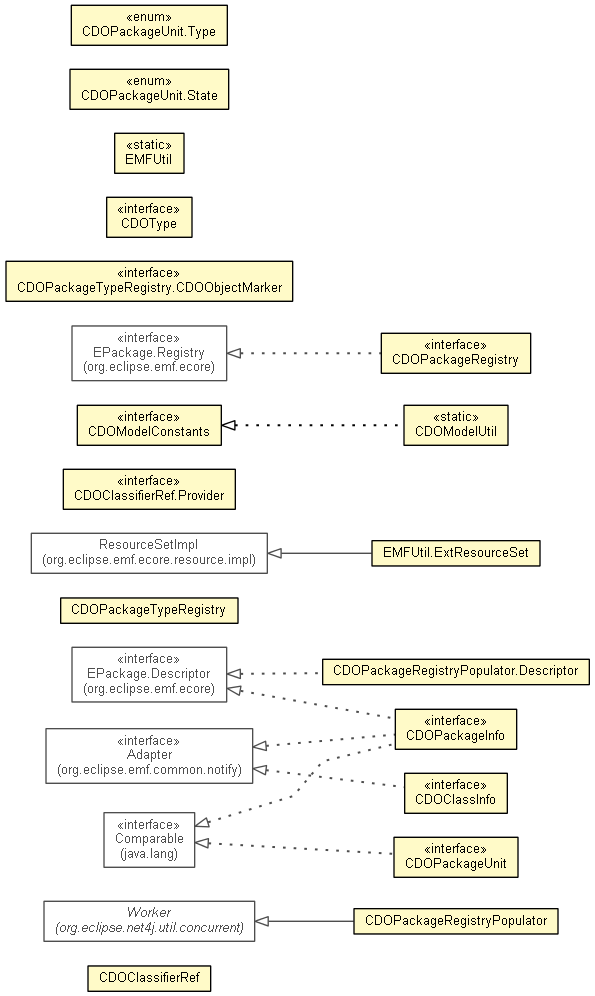 «enum»
CDOPackageUnit.Type
«enum»
CDOPackageUnit.State
«static»
EMFUtil
«interface»
CDOType
«interface»
CDOPackageTypeRegistry.CDOObjectMarker
«interface»
EPackage.Registry
(org.eclipse.emf.ecore)
«interface»
CDOPackageRegistry
«interface»
CDOModelConstants
«static»
CDOModelUtil
«interface»
CDOClassifierRef.Provider
ResourceSetImpl
(org.eclipse.emf.ecore.resource.impl)
EMFUtil.ExtResourceSet
CDOPackageTypeRegistry
«interface»
EPackage.Descriptor
(org.eclipse.emf.ecore)
CDOPackageRegistryPopulator.Descriptor
«interface»
CDOPackageInfo
«interface»
Adapter
(org.eclipse.emf.common.notify)
«interface»
CDOClassInfo
«interface»
Comparable
(java.lang)
«interface»
CDOPackageUnit
Worker
(org.eclipse.net4j.util.concurrent)
CDOPackageRegistryPopulator
CDOClassifierRef